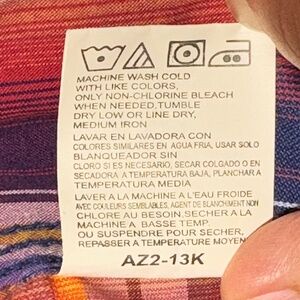 MACHINE WASH COLD
WITH LIKE COLORS,
ONLY NON-CHLORINE BLEACH
WHEN NEEDED,TUMBLE
DRY LOW OR LINE DRY,
MEDIUM IRON
LAVAR EN LAVADORA CON
COLORES SIMILARES EN AGUA FRIA, USAR SOLO
BLANQUEADOR SIN
CLORO SI ES NECESARIO, SECAR COLGADO O EN
SECADORA A TEMPERATURA BAJA, PLANCHAR A
TEMPERATURA MEDIA
LAVER A LA MACHINE A L'EAU FROIDE
AVEC COULEURS SEMBLABLES, AGENT DE BLANCHIMENT NON
CHLORE AU BESOIN,SECHER A LA
MACHINE A BASSE TEMP.
OU SUSPENDRE POUR SECHER,
REPASSER A TEMPERATURE MOYEN
AZ2-13K